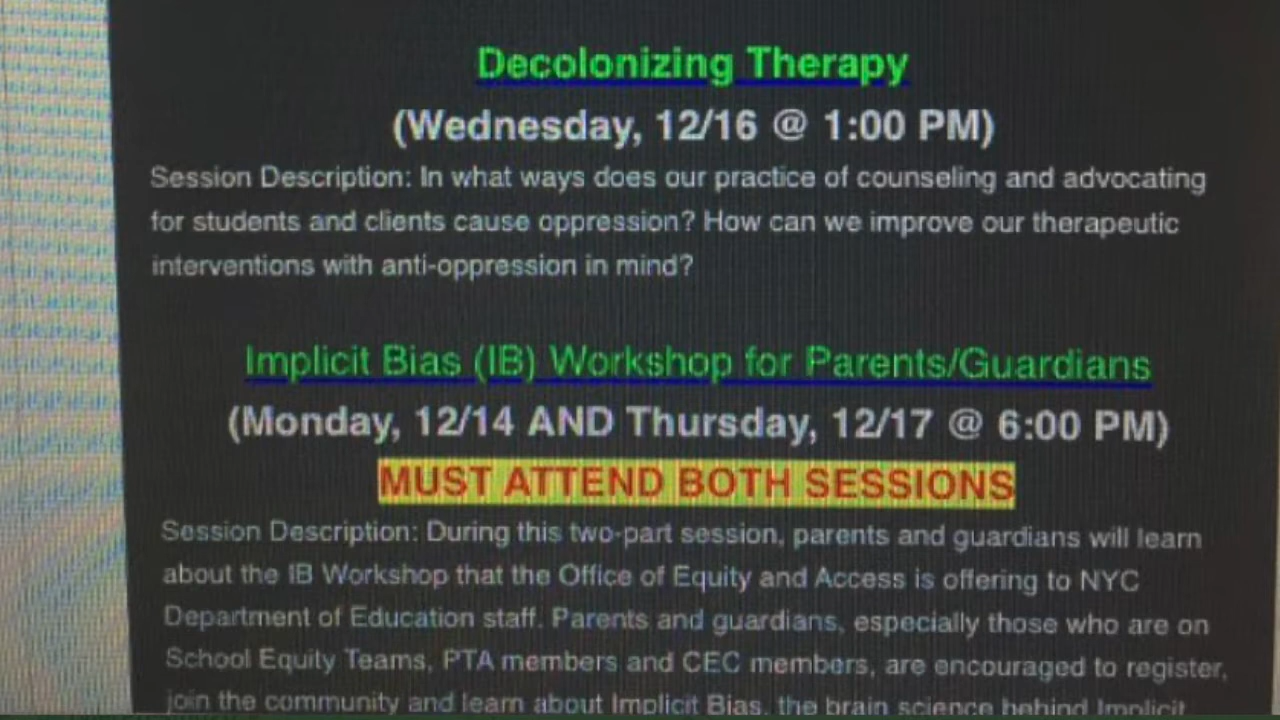 Decolonizing Therapy
(Wednesday, 12/16 @ 1:00 PM)
Session Description: In what ways does our practice of counseling and advocating
for students and clients cause oppression? How can we improve our therapeutic
interventions with anti-oppression in mind?
Implicit Bias (IB) Workshop for Parents/Guardians
(Monday, 12/14 AND Thursday, 12/17 @ 6:00 PM)
MUST ATTEND BOTH SESSIONS
Session Description: During this two-part session, parents and guardians will learn
about the IB Workshop that the Office of Equity and Access is offering to NYC
Department of Education staff. Parents and guardians, especially those who are on
School Equity Teams, PTA members and CEC members, are encouraged to register,
join the community and learn about Implicit Bias, the brain science behind Implicit